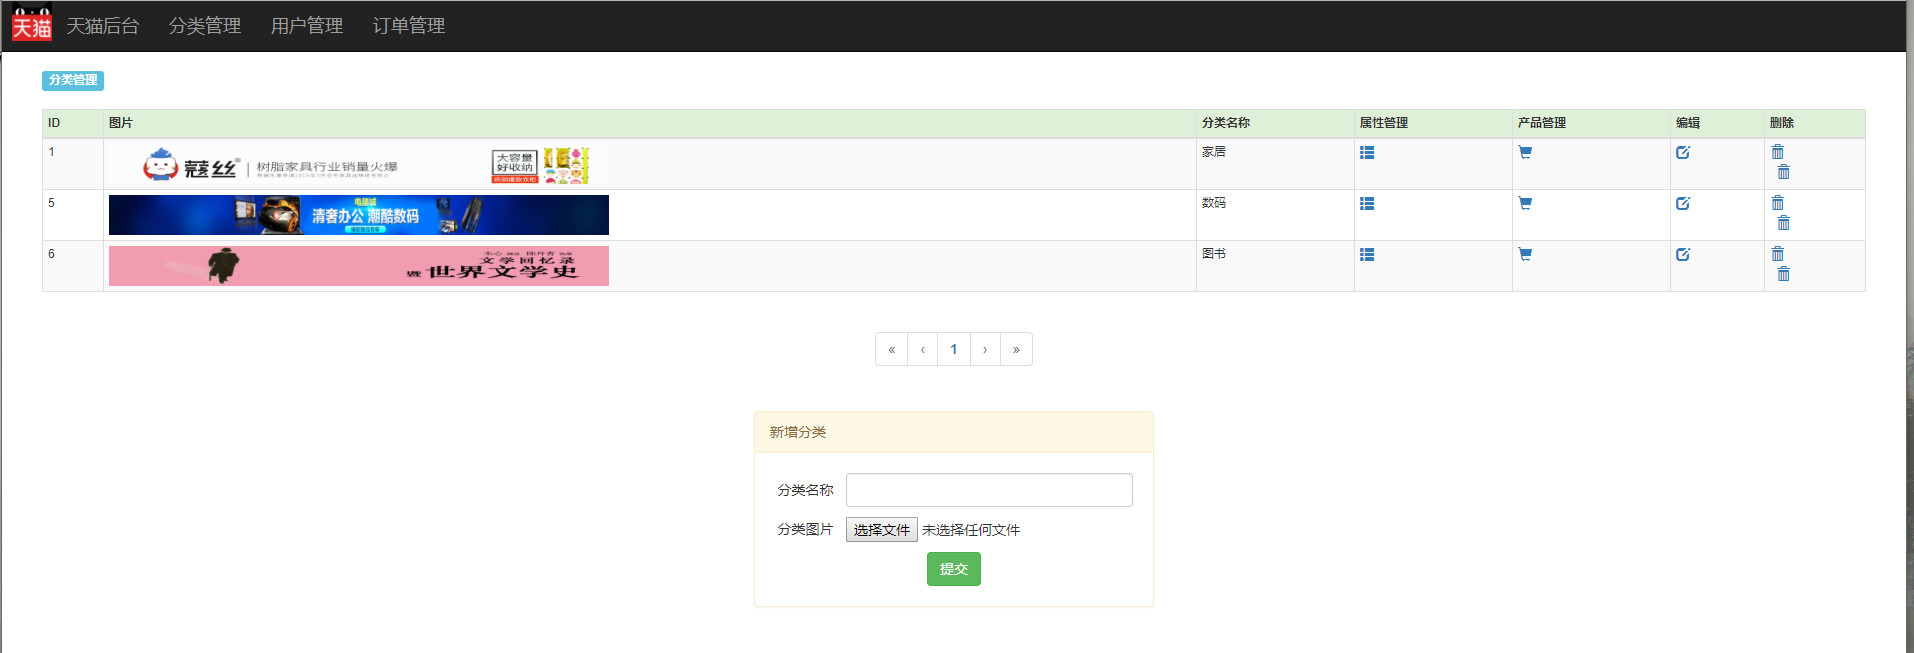 天猫 天猫后台 分类管理 用户管理 订单管理
分类管理
ID 图片 分类名称 属性管理 产品管理 编辑 删除
1 蔻丝® 树脂家具行业销量火爆 大容量 家居
好收纳
5 电脑城 数码
清奢办公 潮酷数码
6 图书
文学回忆录
暨 世界文学史
« ‹ 1 › »
新增分类
分类名称
分类图片 选择文件 未选择任何文件
提交